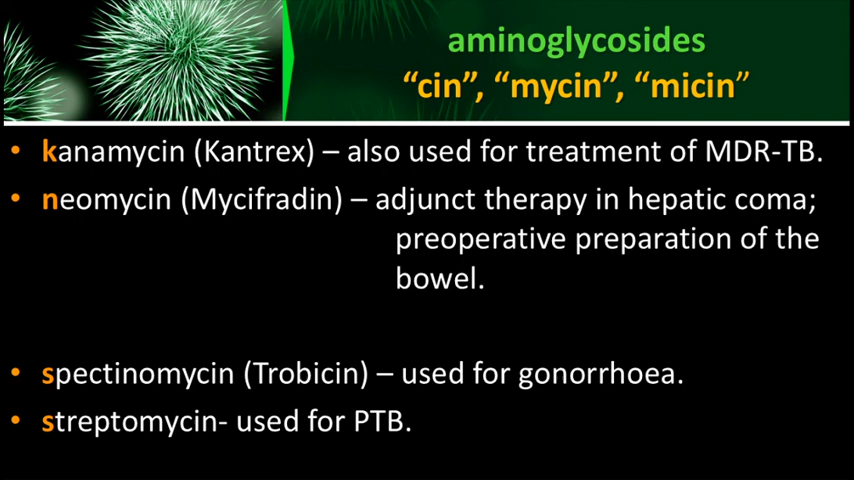 aminoglycosides
“cin”, “mycin”, “micin”
• kanamycin (Kantrex) – also used for treatment of MDR-TB.
• neomycin (Mycifradin) – adjunct therapy in hepatic coma;
preoperative preparation of the
bowel.
• spectinomycin (Trobicin) – used for gonorrhoea.
• streptomycin- used for PTB.